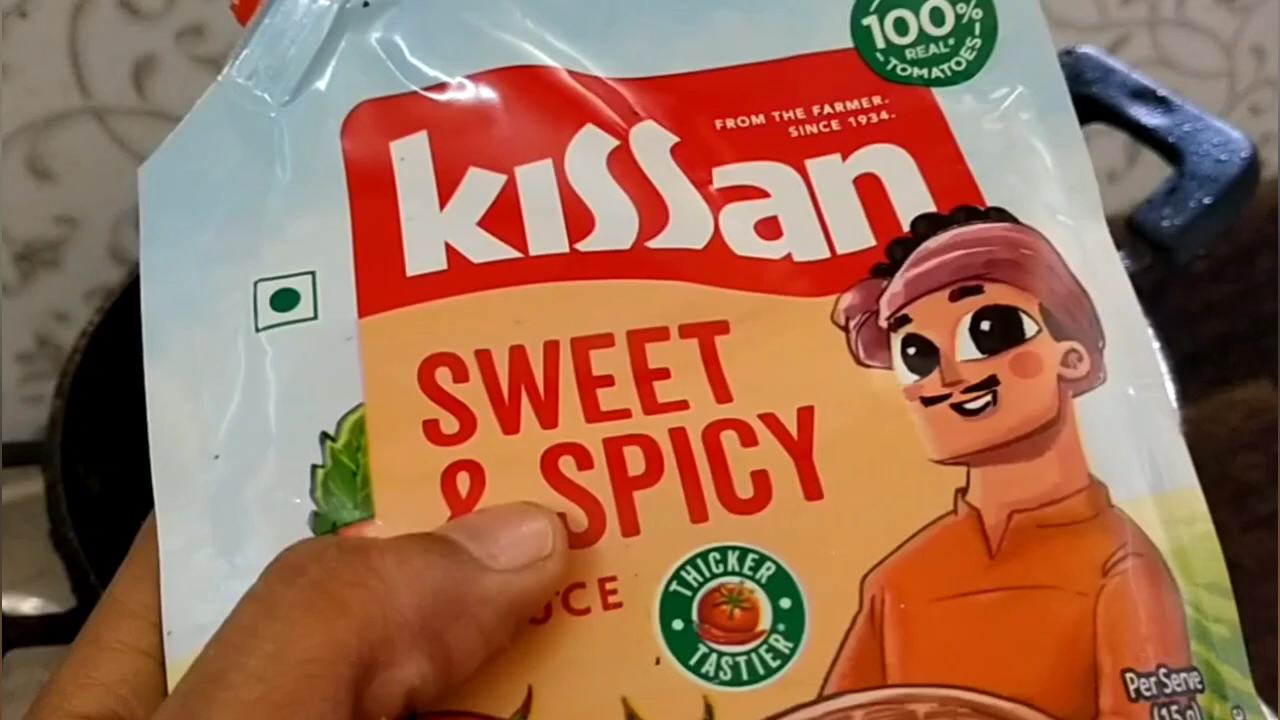 100%
REAL*
TOMATOES
FROM THE FARMER.
SINCE 1934.
kissan
SWEET
& SPICY
THICKER
TASTIER
Per Serve